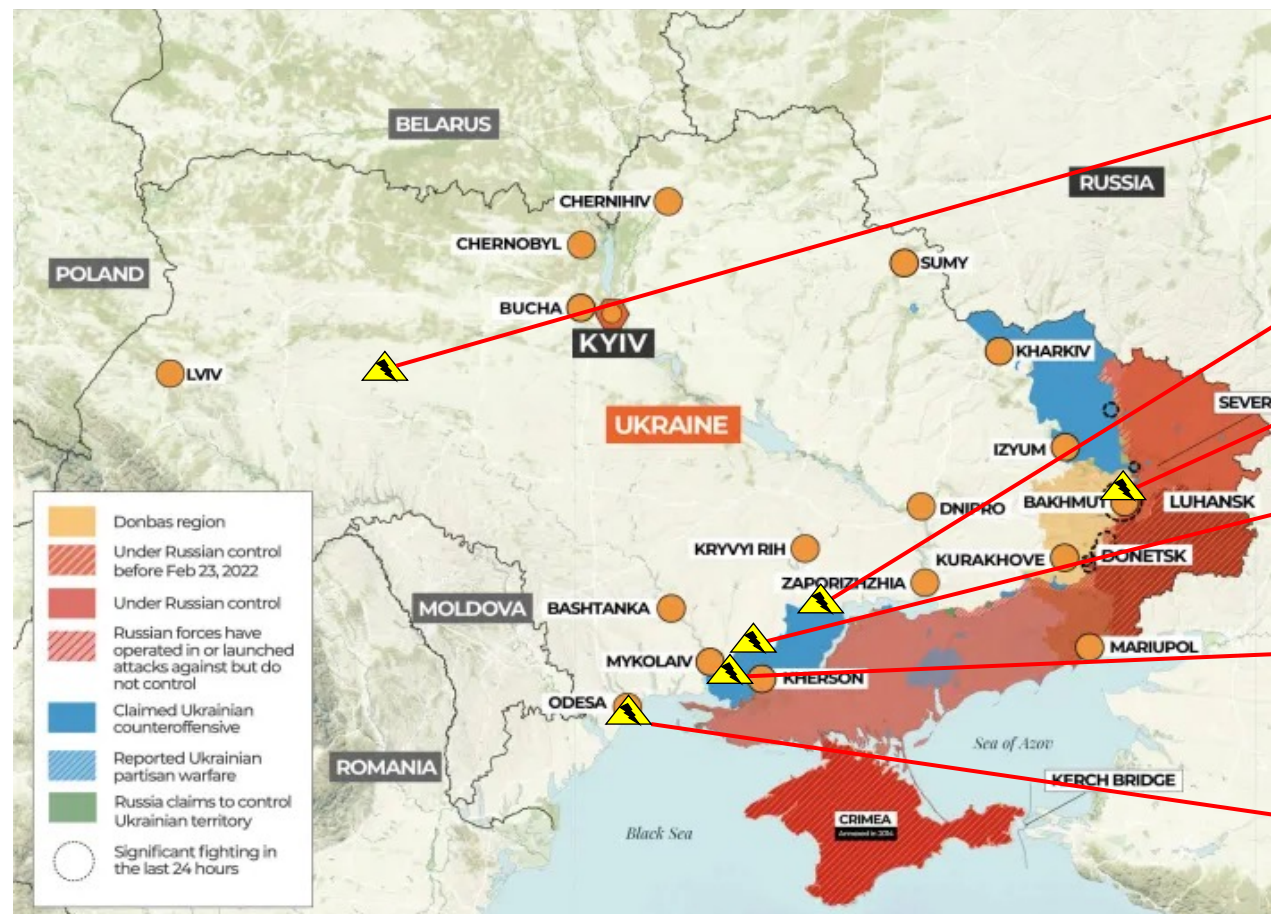 BELARUS
RUSSIA
CHERNIHIV
CHERNOBYL
SUMY
POLAND
BUCHA
KYIV
KHARKIV
LVIV
SEVER
UKRAINE
IZYUM
BAKHMUT
LUHANSK
DNIPRO
KRYVYI RIH
KURAKHOVE
DONETSK
ZAPORIZHZHIA
MOLDOVA
BASHTANKA
MARIUPOL
MYKOLAIV
KHERSON
ODESA
Sea of Azov
ROMANIA
KERCH BRIDGE
CRIMEA
Annexed in 2014
Black Sea
Donbas region
Under Russian control
before Feb 23, 2022
Under Russian control
Russian forces have
operated in or launched
attacks against but do
not control
Claimed Ukrainian
counteroffensive
Reported Ukrainian
partisan warfare
Russia claims to control
Ukrainian territory
Significant fighting in
the last 24 hours